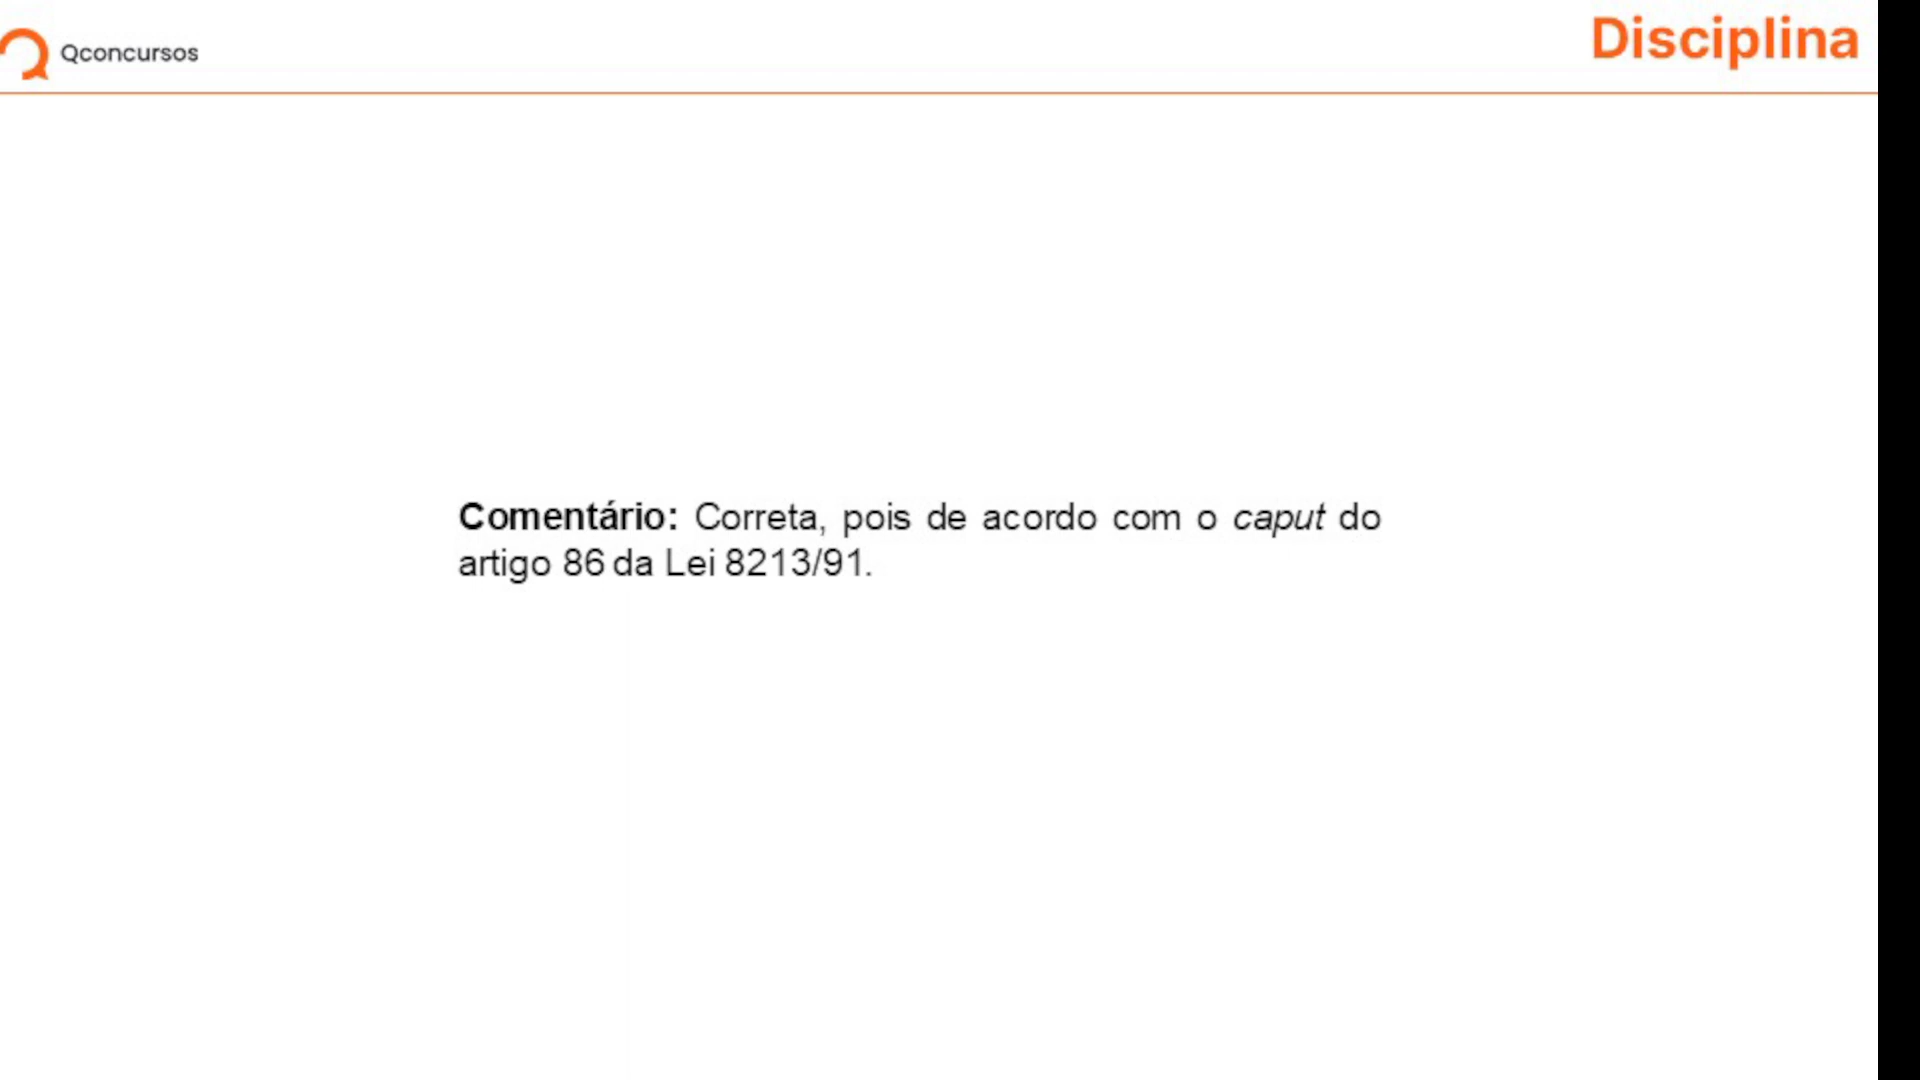 Qconcursos
Disciplina
Comentário: Correta, pois de acordo com o caput do
artigo 86 da Lei 8213/91.